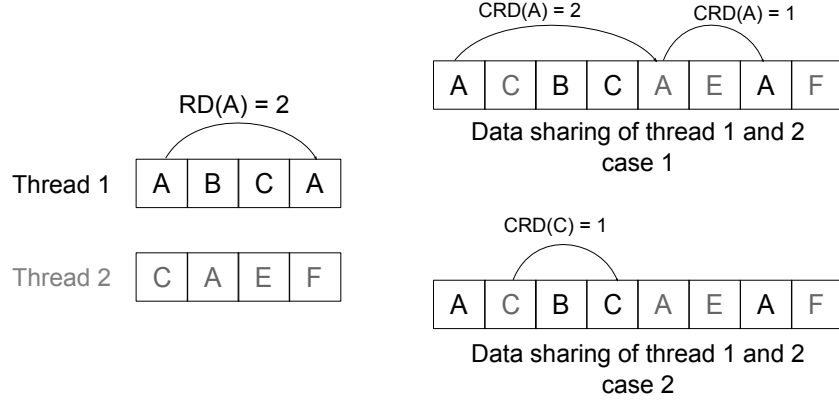 RD(A) = 2
Thread 1 A B C A
Thread 2 C A E F
CRD(A) = 2 CRD(A) = 1
A C B C A E A F
Data sharing of thread 1 and 2
case 1
CRD(C) = 1
A C B C A E A F
Data sharing of thread 1 and 2
case 2